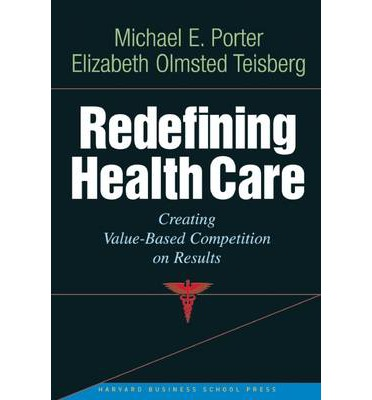 Michael E. Porter
Elizabeth Olmsted Teisberg
Redefining
Health Care
Creating
Value-Based Competition
on Results
HARVARD BUSINESS SCHOOL PRESS